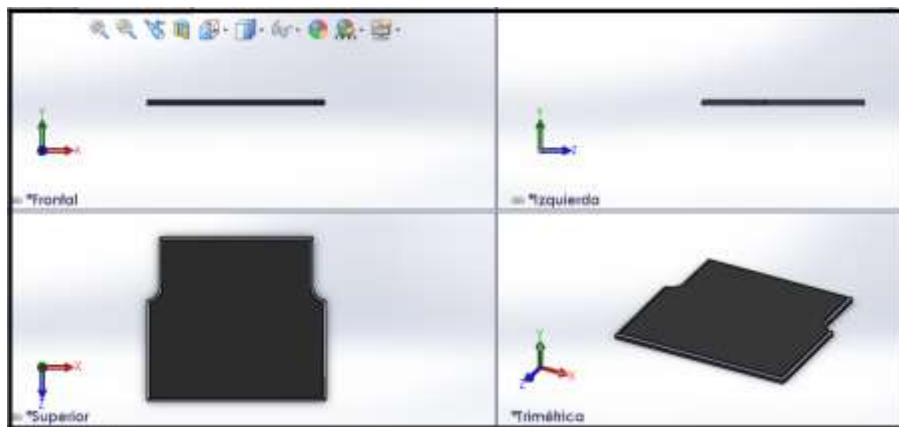 Y
X
*Frontal
Y
Z
*Izquierda
X
Z
*Superior
Y
Z
X
*Trimétrica